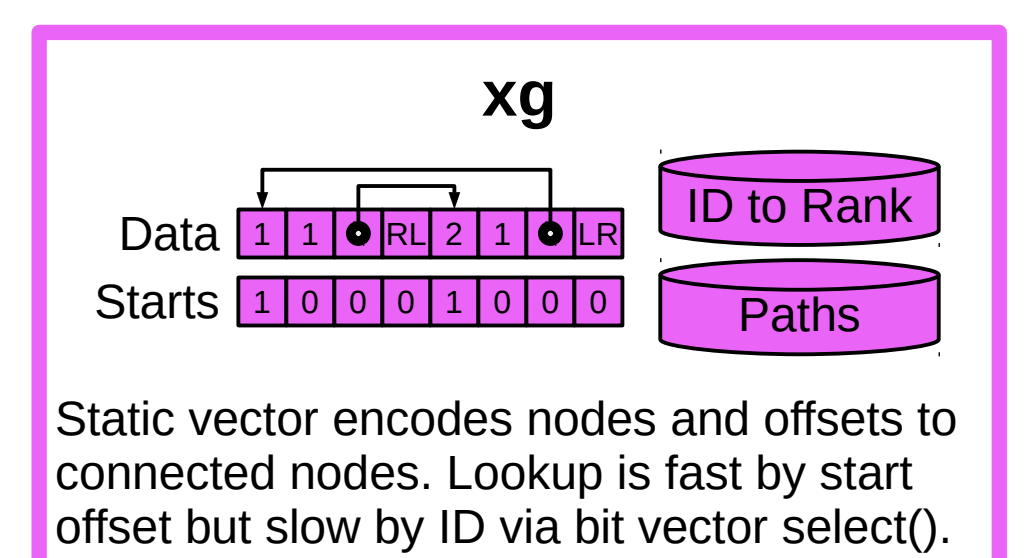 xg
Data 1 1 RL 2 1 LR
Starts 1 0 0 0 1 0 0 0
ID to Rank
Paths
Static vector encodes nodes and offsets to
connected nodes. Lookup is fast by start
offset but slow by ID via bit vector select().